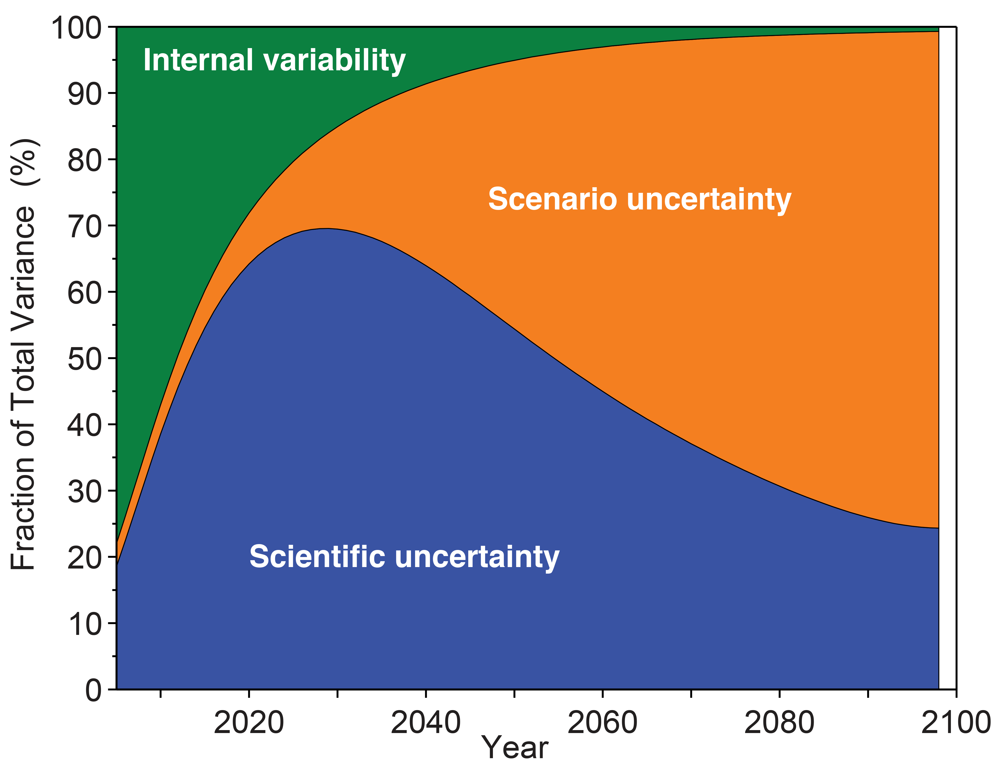 100
90
80
70
60
50
40
30
20
10
0
Fraction of Total Variance (%)
Internal variability
Scenario uncertainty
Scientific uncertainty
2020 2040 2060 2080 2100
Year